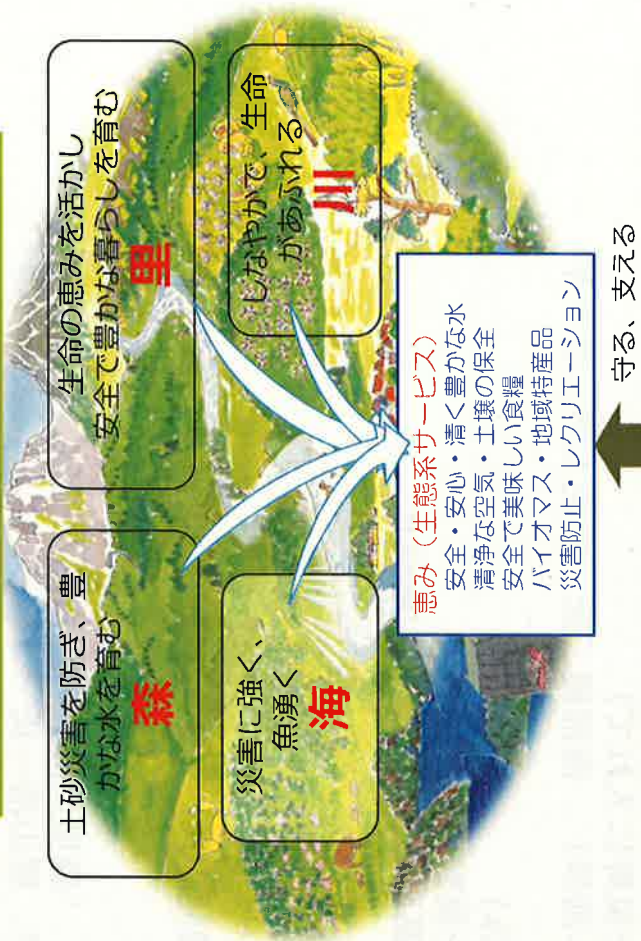 土砂災害を防ぎ、豊
かな水を育む
森
生命の恵みを活かし
安全で豊かな暮らしを育む
里
災害に強く、
魚湧く
海
しなやかで、生命
があふれる
川
恵み（生態系サービス）
安全・安心・清く豊かな水
清浄な空気・土壌の保全
安全で美味しい食糧
バイオマス・地域特産品
災害防止・レクリエーション
守る、支える